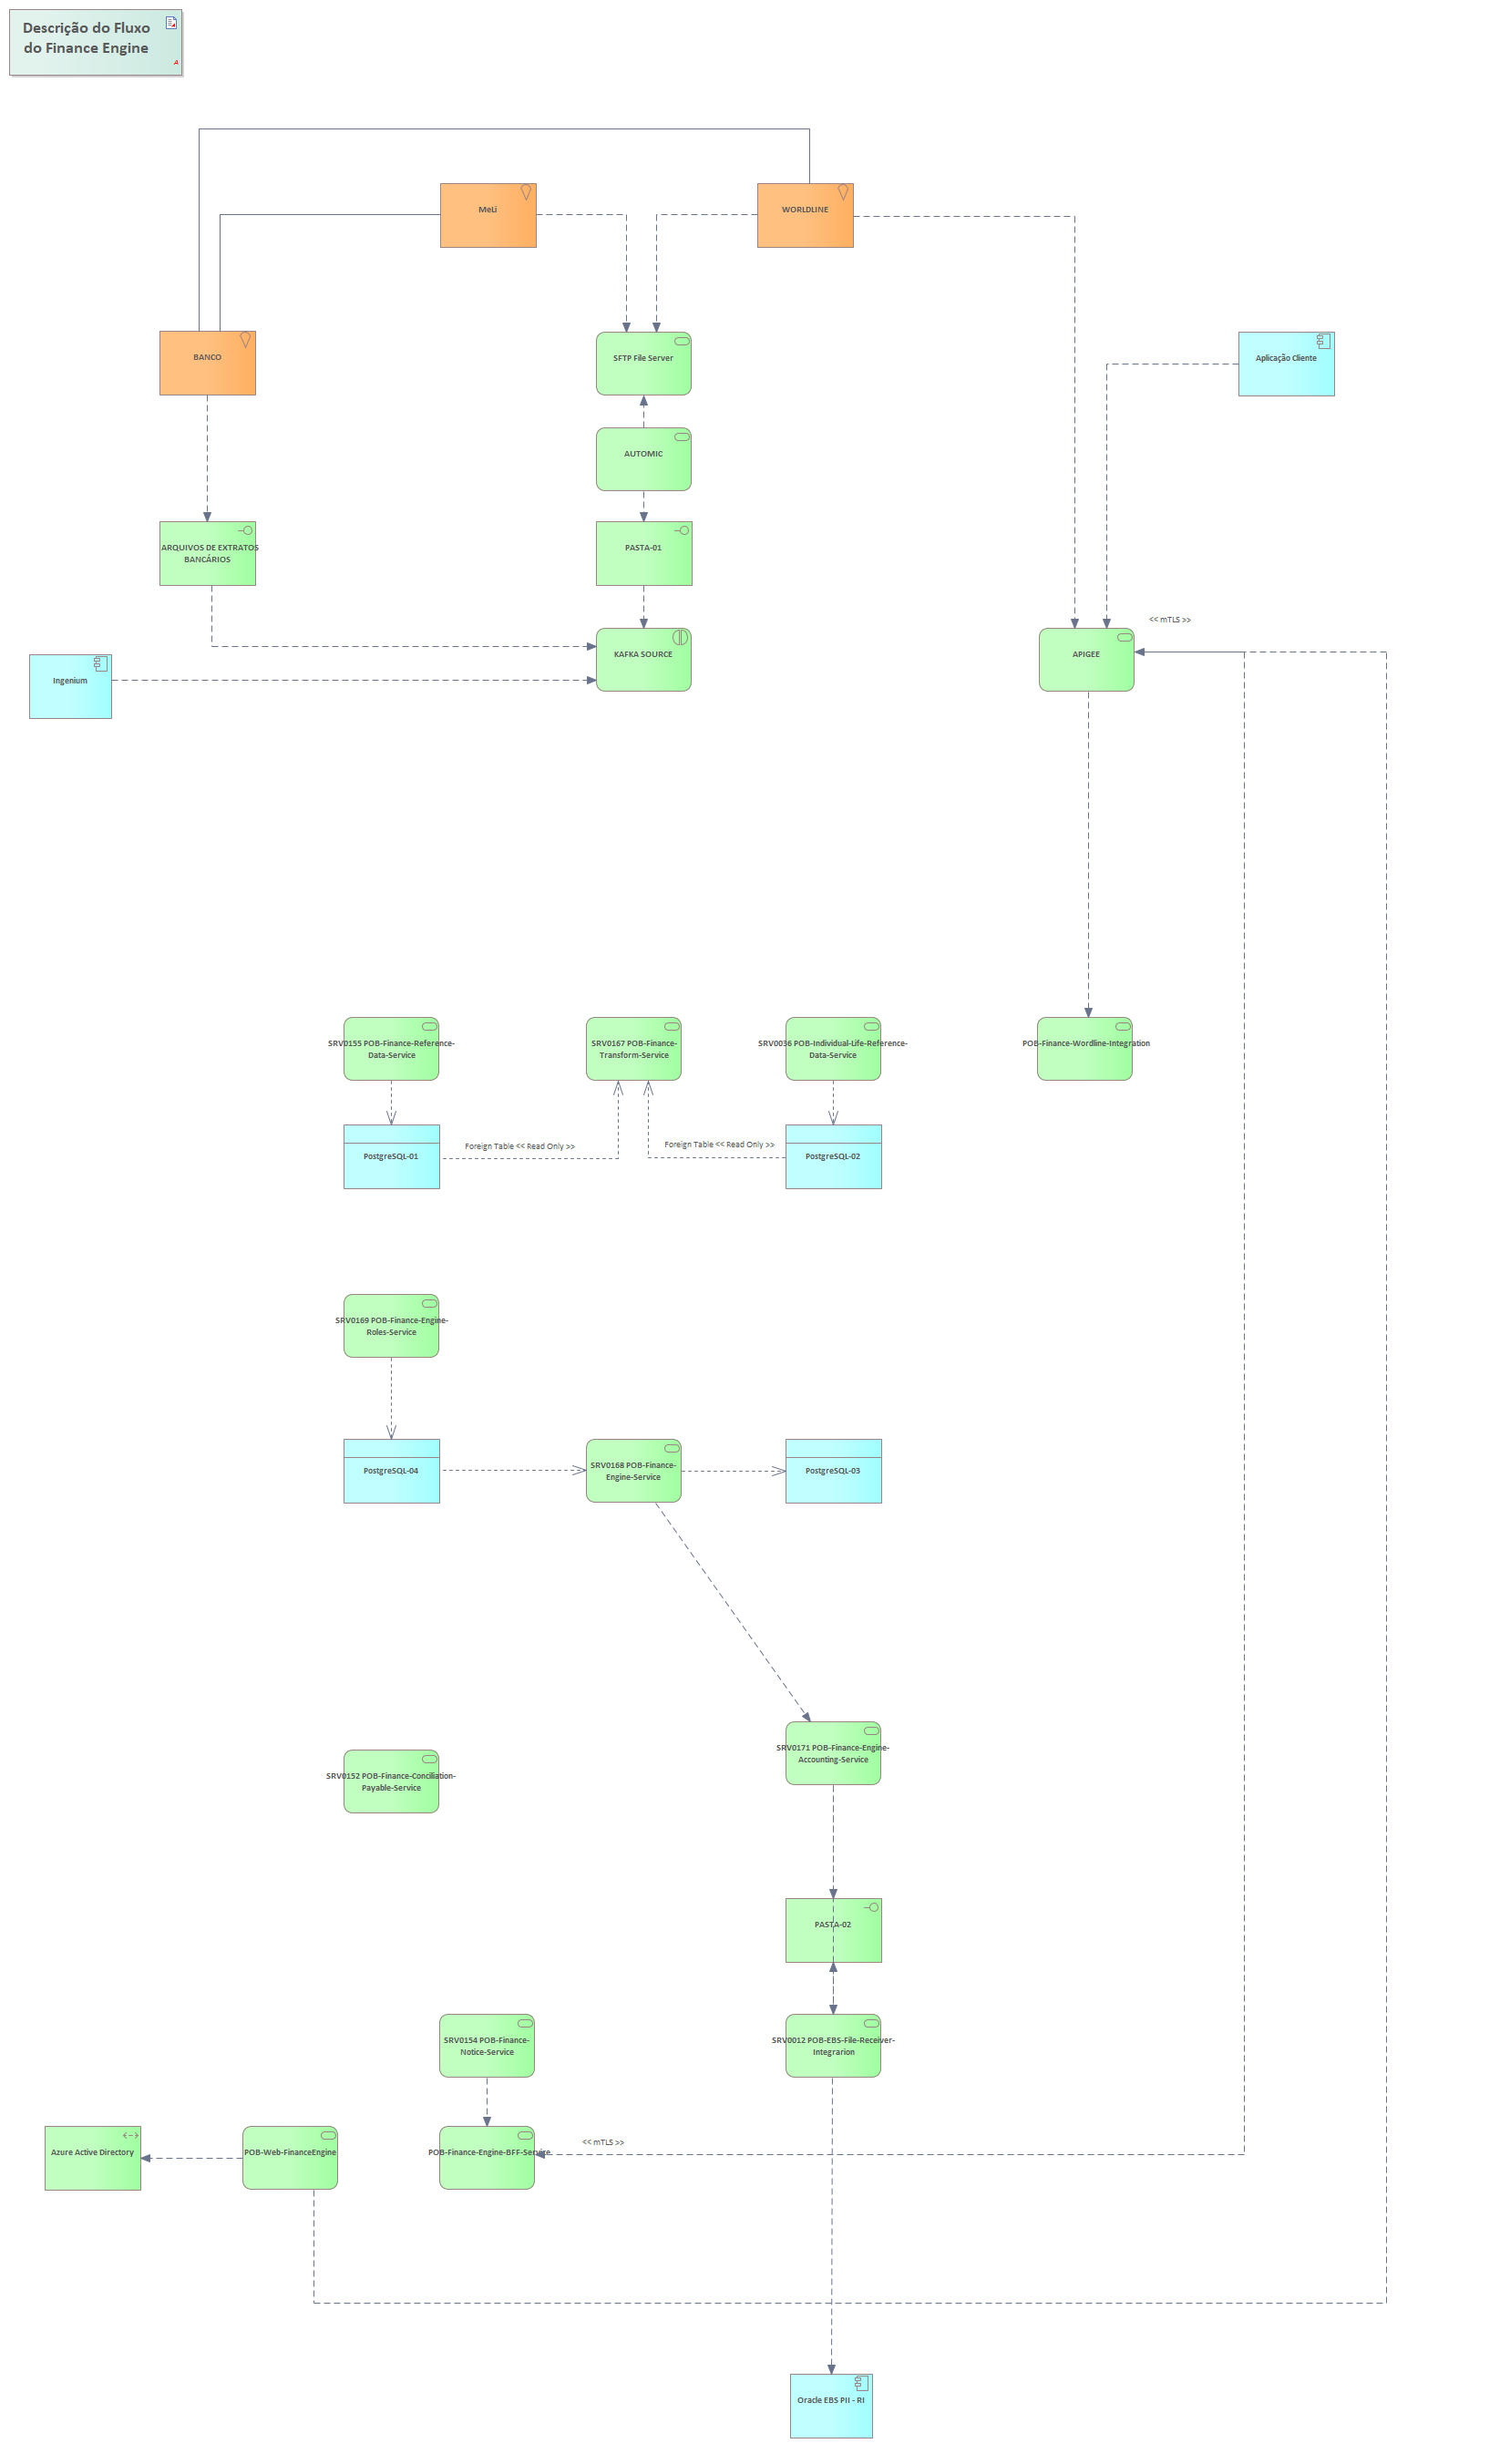 Descrição do Fluxo
do Finance Engine
A
MeLi
WORLDLINE
BANCO
SFTP File Server
Aplicação Cliente
AUTOMIC
ARQUIVOS DE EXTRATOS
BANCÁRIOS
PASTA-01
<< mTLS >>
KAFKA SOURCE
APIGEE
Ingenium
SRV0155 POB-Finance-Reference-
Data-Service
SRV0167 POB-Finance-
Transform-Service
SRV0036 POB-Individual-Life-Reference-
Data-Service
POB-Finance-Wordline-Integration
Foreign Table << Read Only >>
Foreign Table << Read Only >>
PostgreSQL-01
PostgreSQL-02
SRV0169 POB-Finance-Engine-
Roles-Service
PostgreSQL-04
SRV0168 POB-Finance-
Engine-Service
PostgreSQL-03
SRV0171 POB-Finance-Engine-
Accounting-Service
SRV0152 POB-Finance-Conciliation-
Payable-Service
PASTA-02
SRV0154 POB-Finance-
Notice-Service
SRV0012 POB-EBS-File-Receiver-
Integrarion
<< mTLS >>
Azure Active Directory
POB-Web-FinanceEngine
POB-Finance-Engine-BFF-Service
Oracle EBS PII - RI